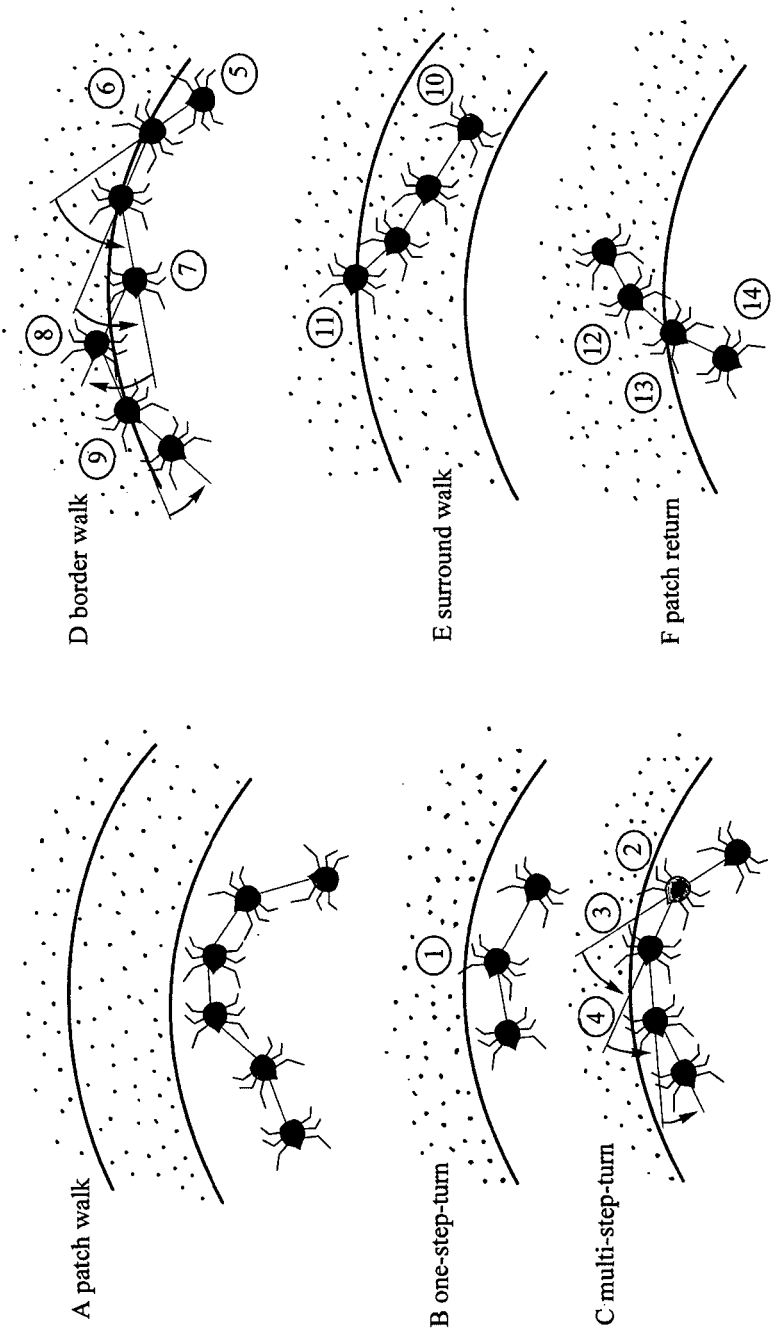 A patch walk
B one-step-turn
1
C multi-step-turn
4
3
2
D border walk
9
8
7
6
5
E surround walk
11
10
F patch return
12
13
14